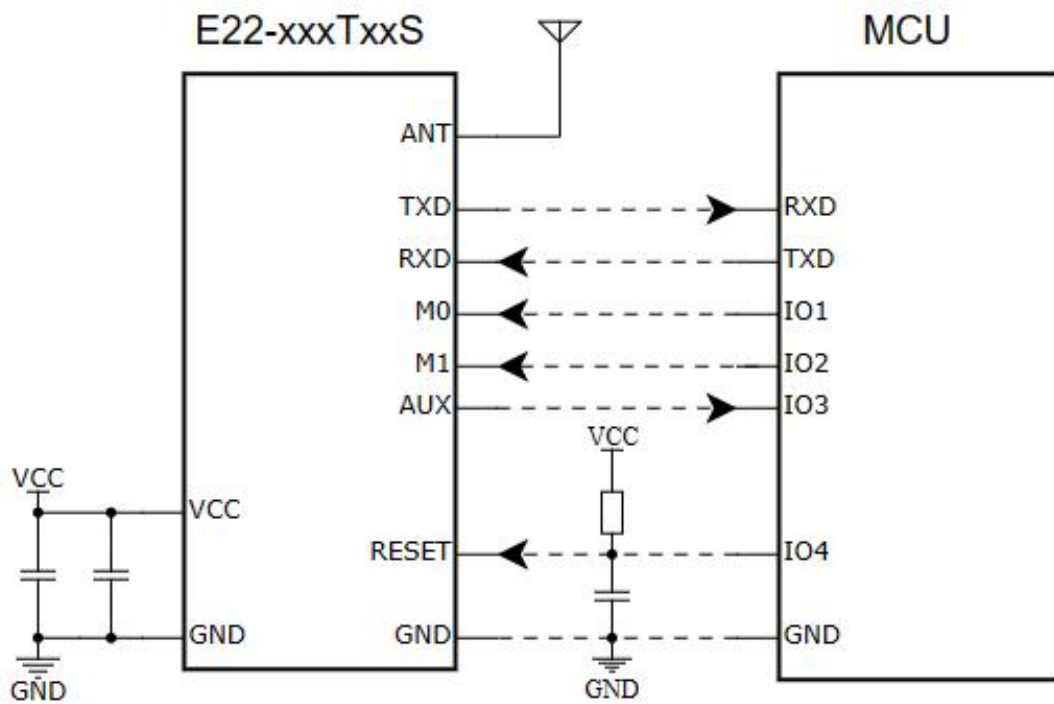 E22-xxxTxxS
MCU
ANT
TXD
RXD
RXD
TXD
M0
IO1
M1
IO2
AUX
IO3
VCC
VCC
VCC
RESET
IO4
GND
GND
GND
GND
GND